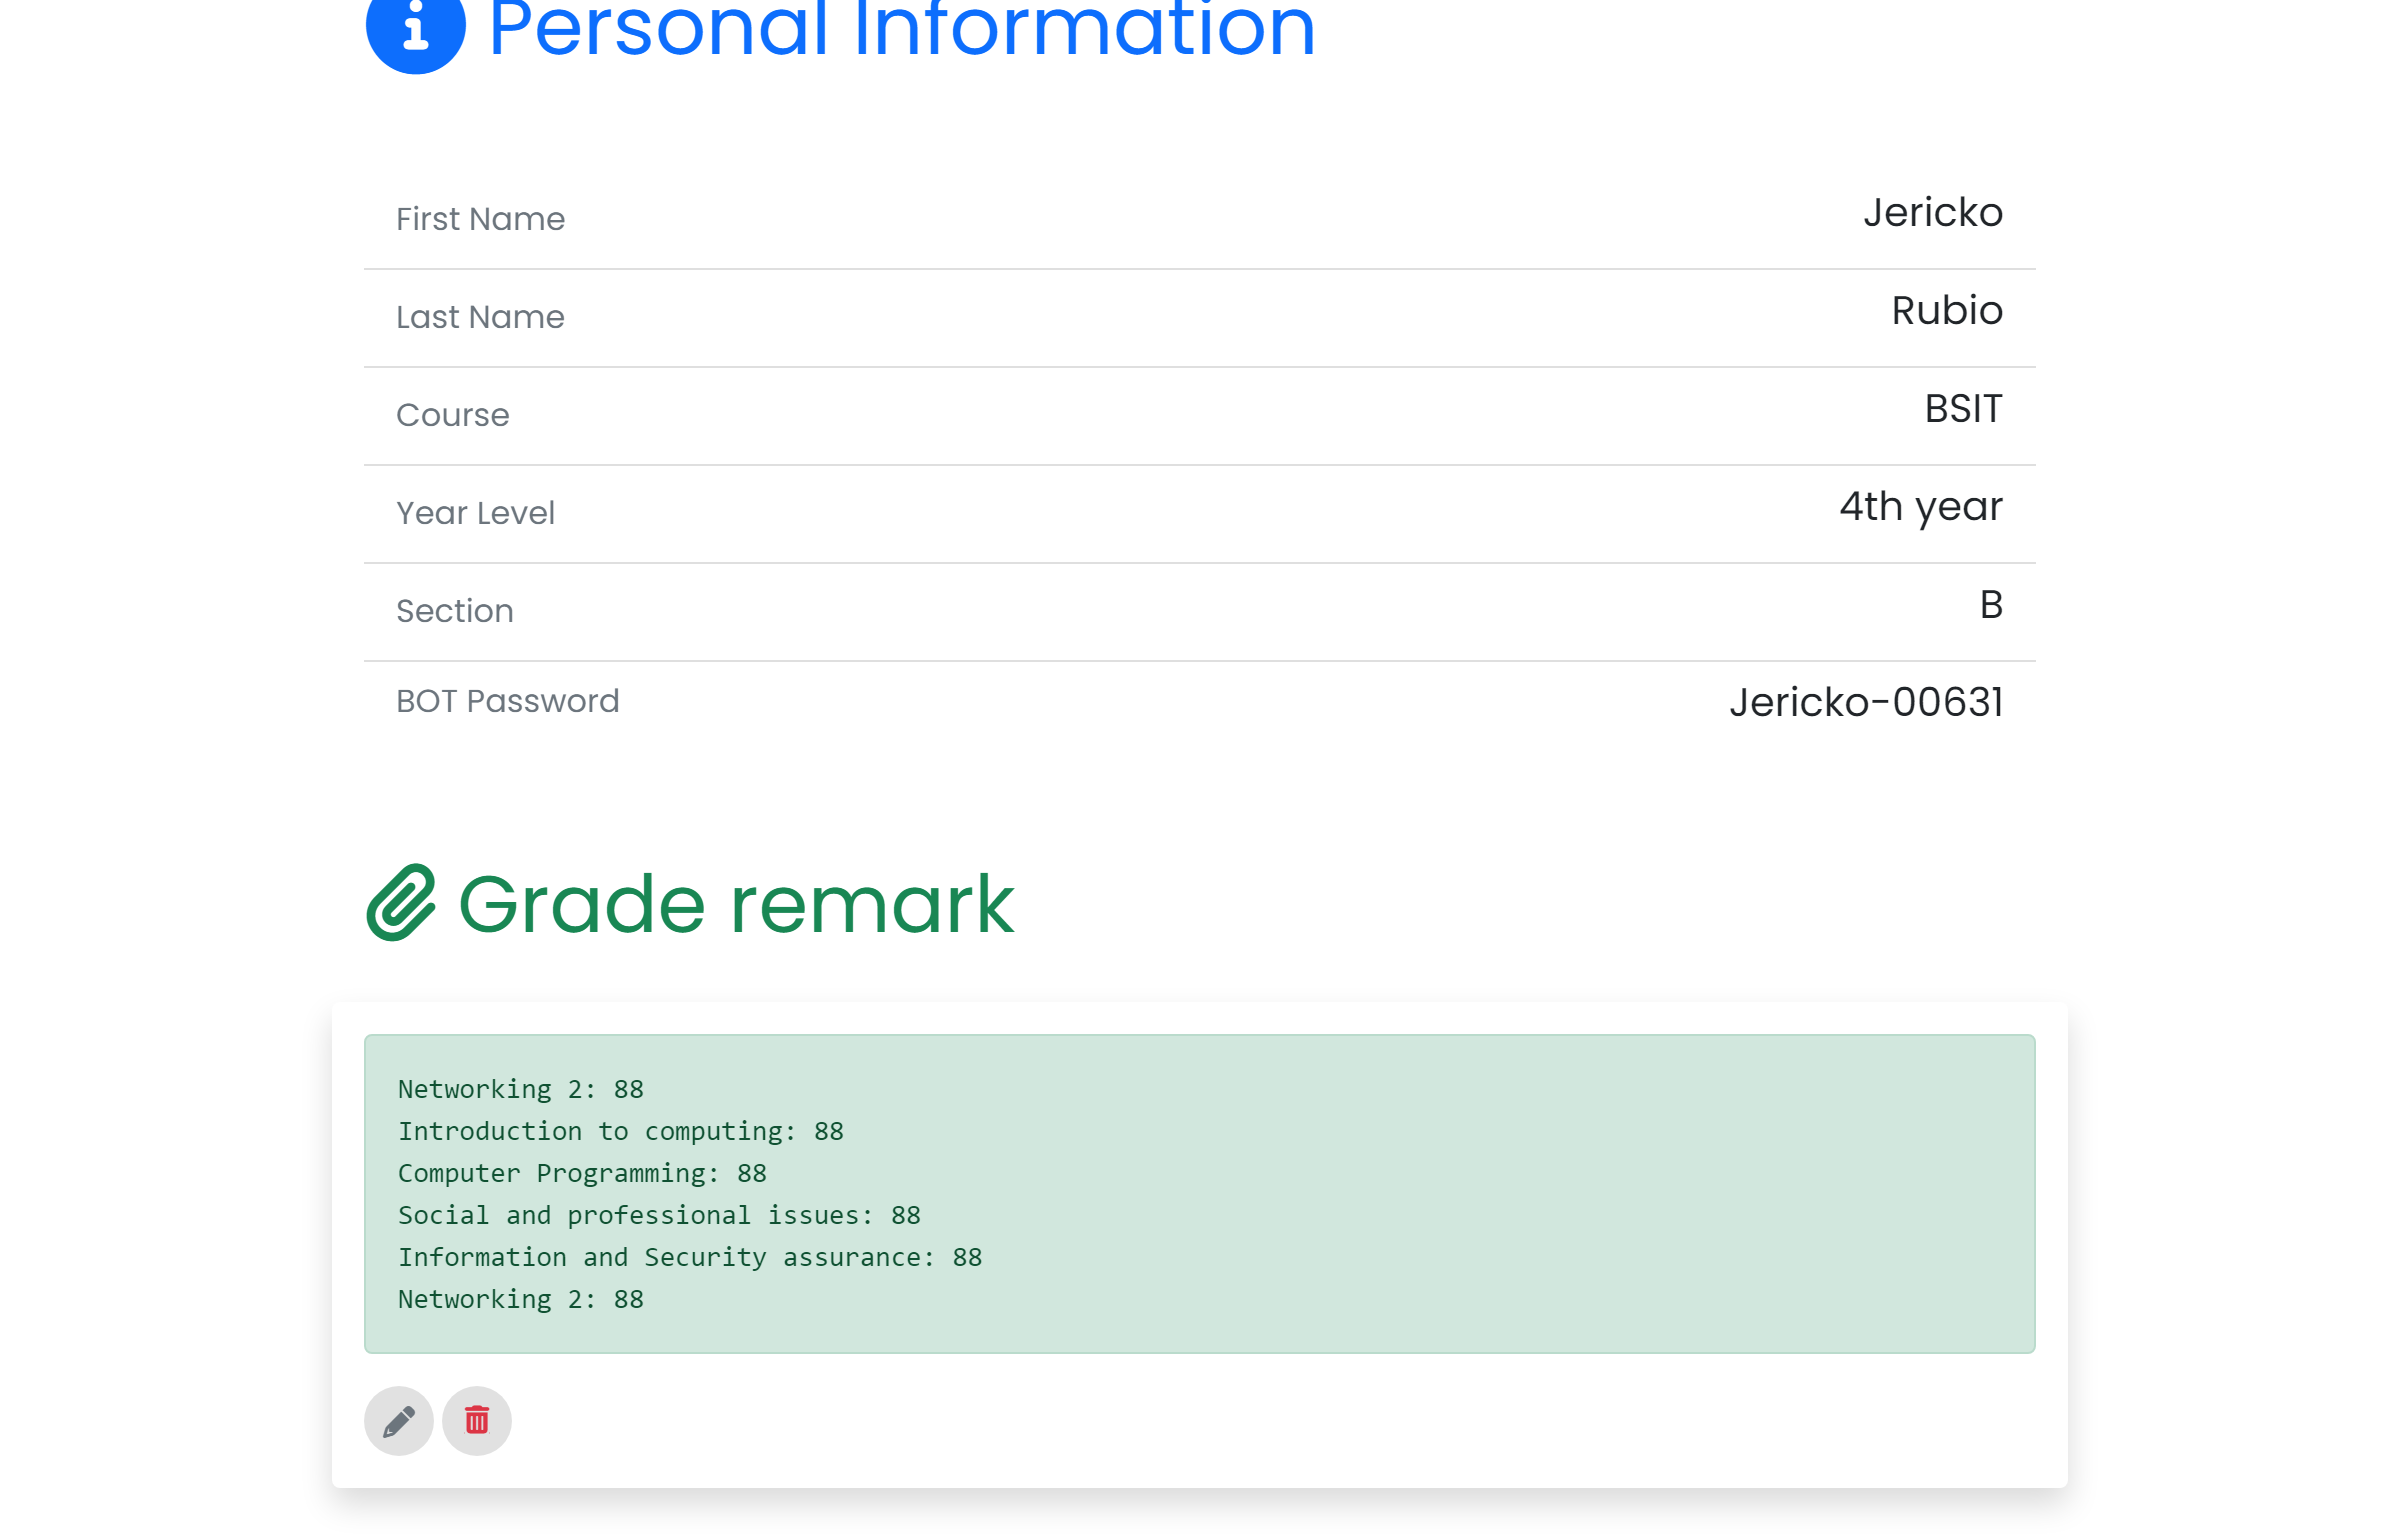 Personal Information
First Name Jericko
Last Name Rubio
Course BSIT
Year Level 4th year
Section B
BOT Password Jericko-00631
Grade remark
Networking 2: 88
Introduction to computing: 88
Computer Programming: 88
Social and professional issues: 88
Information and Security assurance: 88
Networking 2: 88